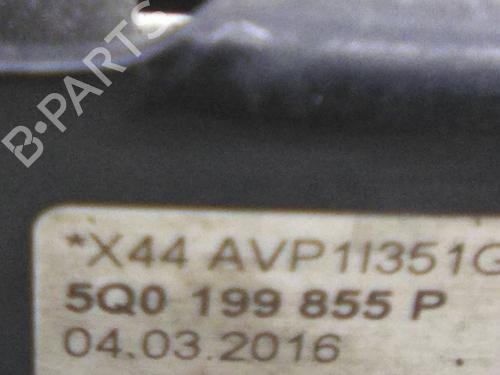 B-PARTS
*X44 AVP1I351G
5Q0 199 855 P
04.03.2016